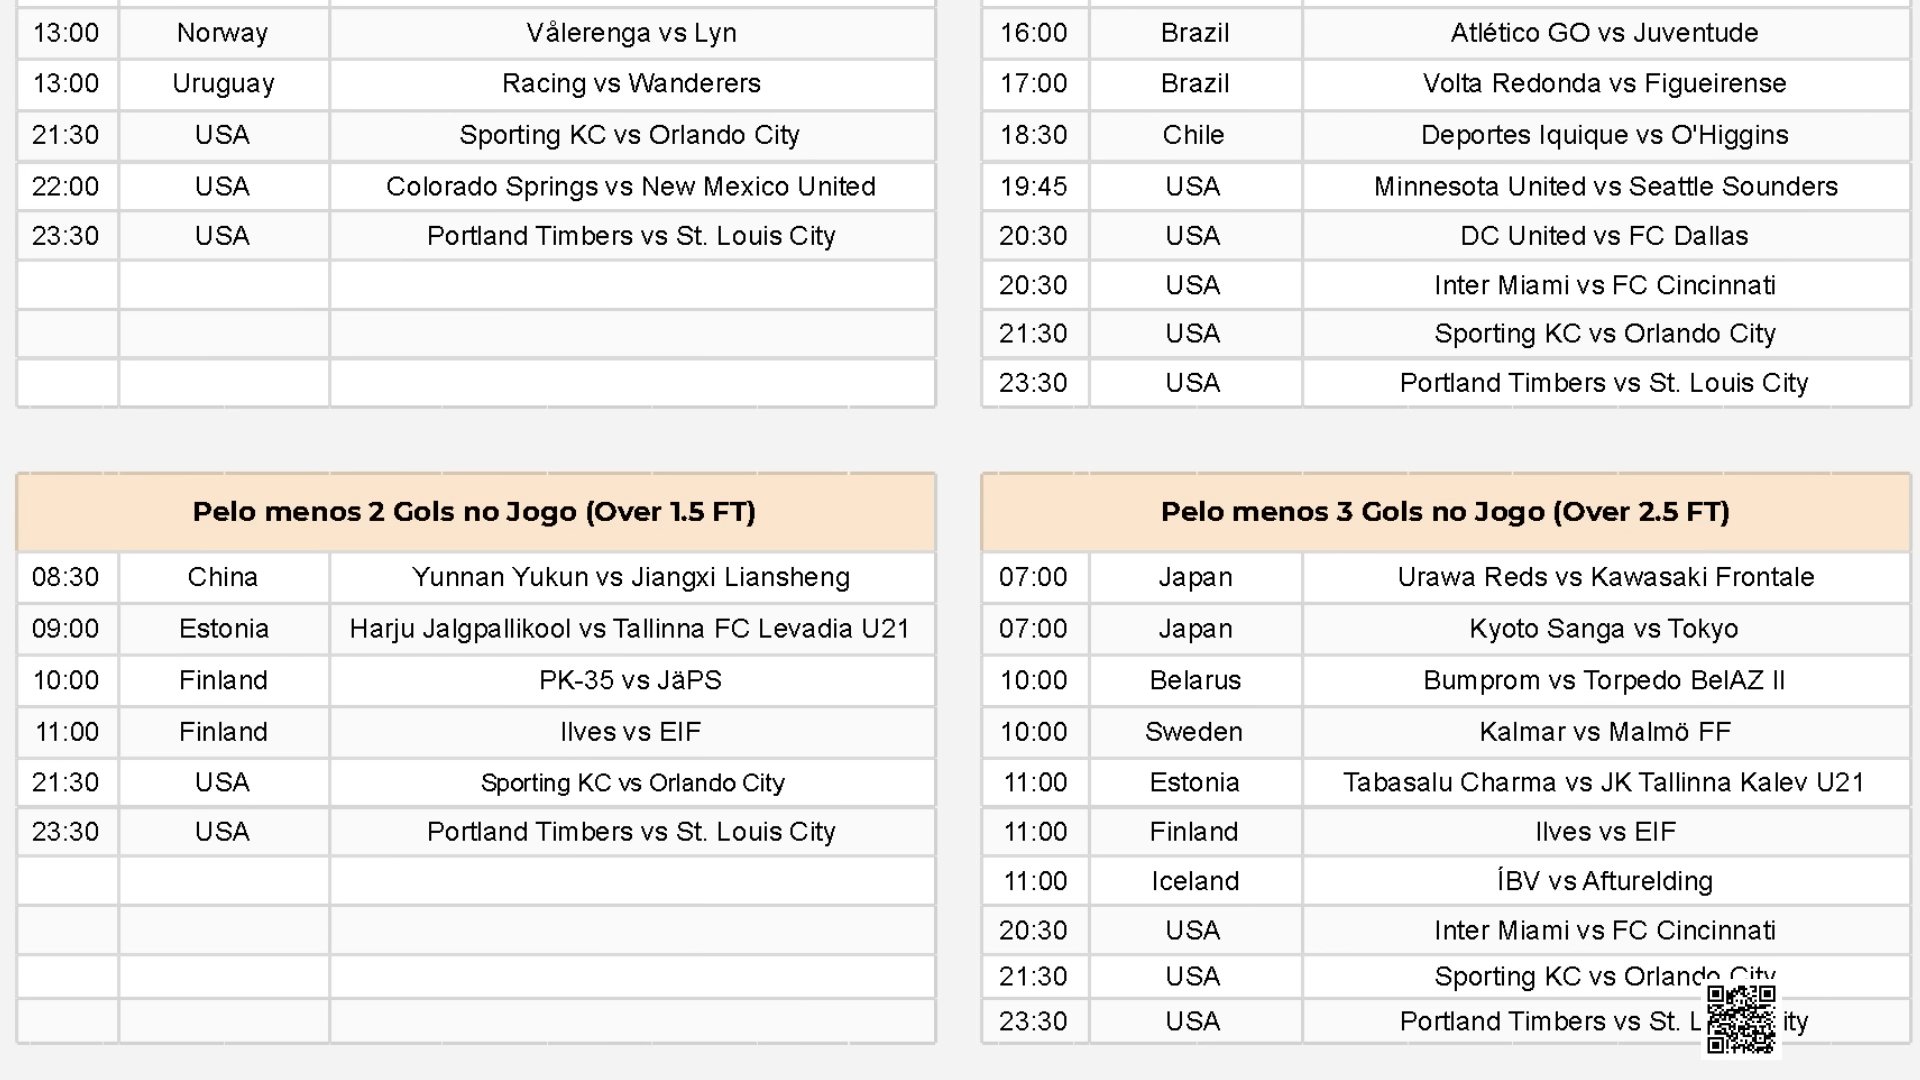 13:00 Norway Vålerenga vs Lyn
13:00 Uruguay Racing vs Wanderers
21:30 USA Sporting KC vs Orlando City
22:00 USA Colorado Springs vs New Mexico United
23:30 USA Portland Timbers vs St. Louis City
16:00 Brazil Atlético GO vs Juventude
17:00 Brazil Volta Redonda vs Figueirense
18:30 Chile Deportes Iquique vs O'Higgins
19:45 USA Minnesota United vs Seattle Sounders
20:30 USA DC United vs FC Dallas
20:30 USA Inter Miami vs FC Cincinnati
21:30 USA Sporting KC vs Orlando City
23:30 USA Portland Timbers vs St. Louis City
Pelo menos 2 Gols no Jogo (Over 1.5 FT)
08:30 China Yunnan Yukun vs Jiangxi Liansheng
09:00 Estonia Harju Jalgpallikool vs Tallinna FC Levadia U21
10:00 Finland PK-35 vs JäPS
11:00 Finland Ilves vs EIF
21:30 USA Sporting KC vs Orlando City
23:30 USA Portland Timbers vs St. Louis City
Pelo menos 3 Gols no Jogo (Over 2.5 FT)
07:00 Japan Urawa Reds vs Kawasaki Frontale
07:00 Japan Kyoto Sanga vs Tokyo
10:00 Belarus Bumprom vs Torpedo BelAZ II
10:00 Sweden Kalmar vs Malmö FF
11:00 Estonia Tabasalu Charma vs JK Tallinna Kalev U21
11:00 Finland Ilves vs EIF
11:00 Iceland ÍBV vs Afturelding
20:30 USA Inter Miami vs FC Cincinnati
21:30 USA Sporting KC vs Orlando City
23:30 USA Portland Timbers vs St.